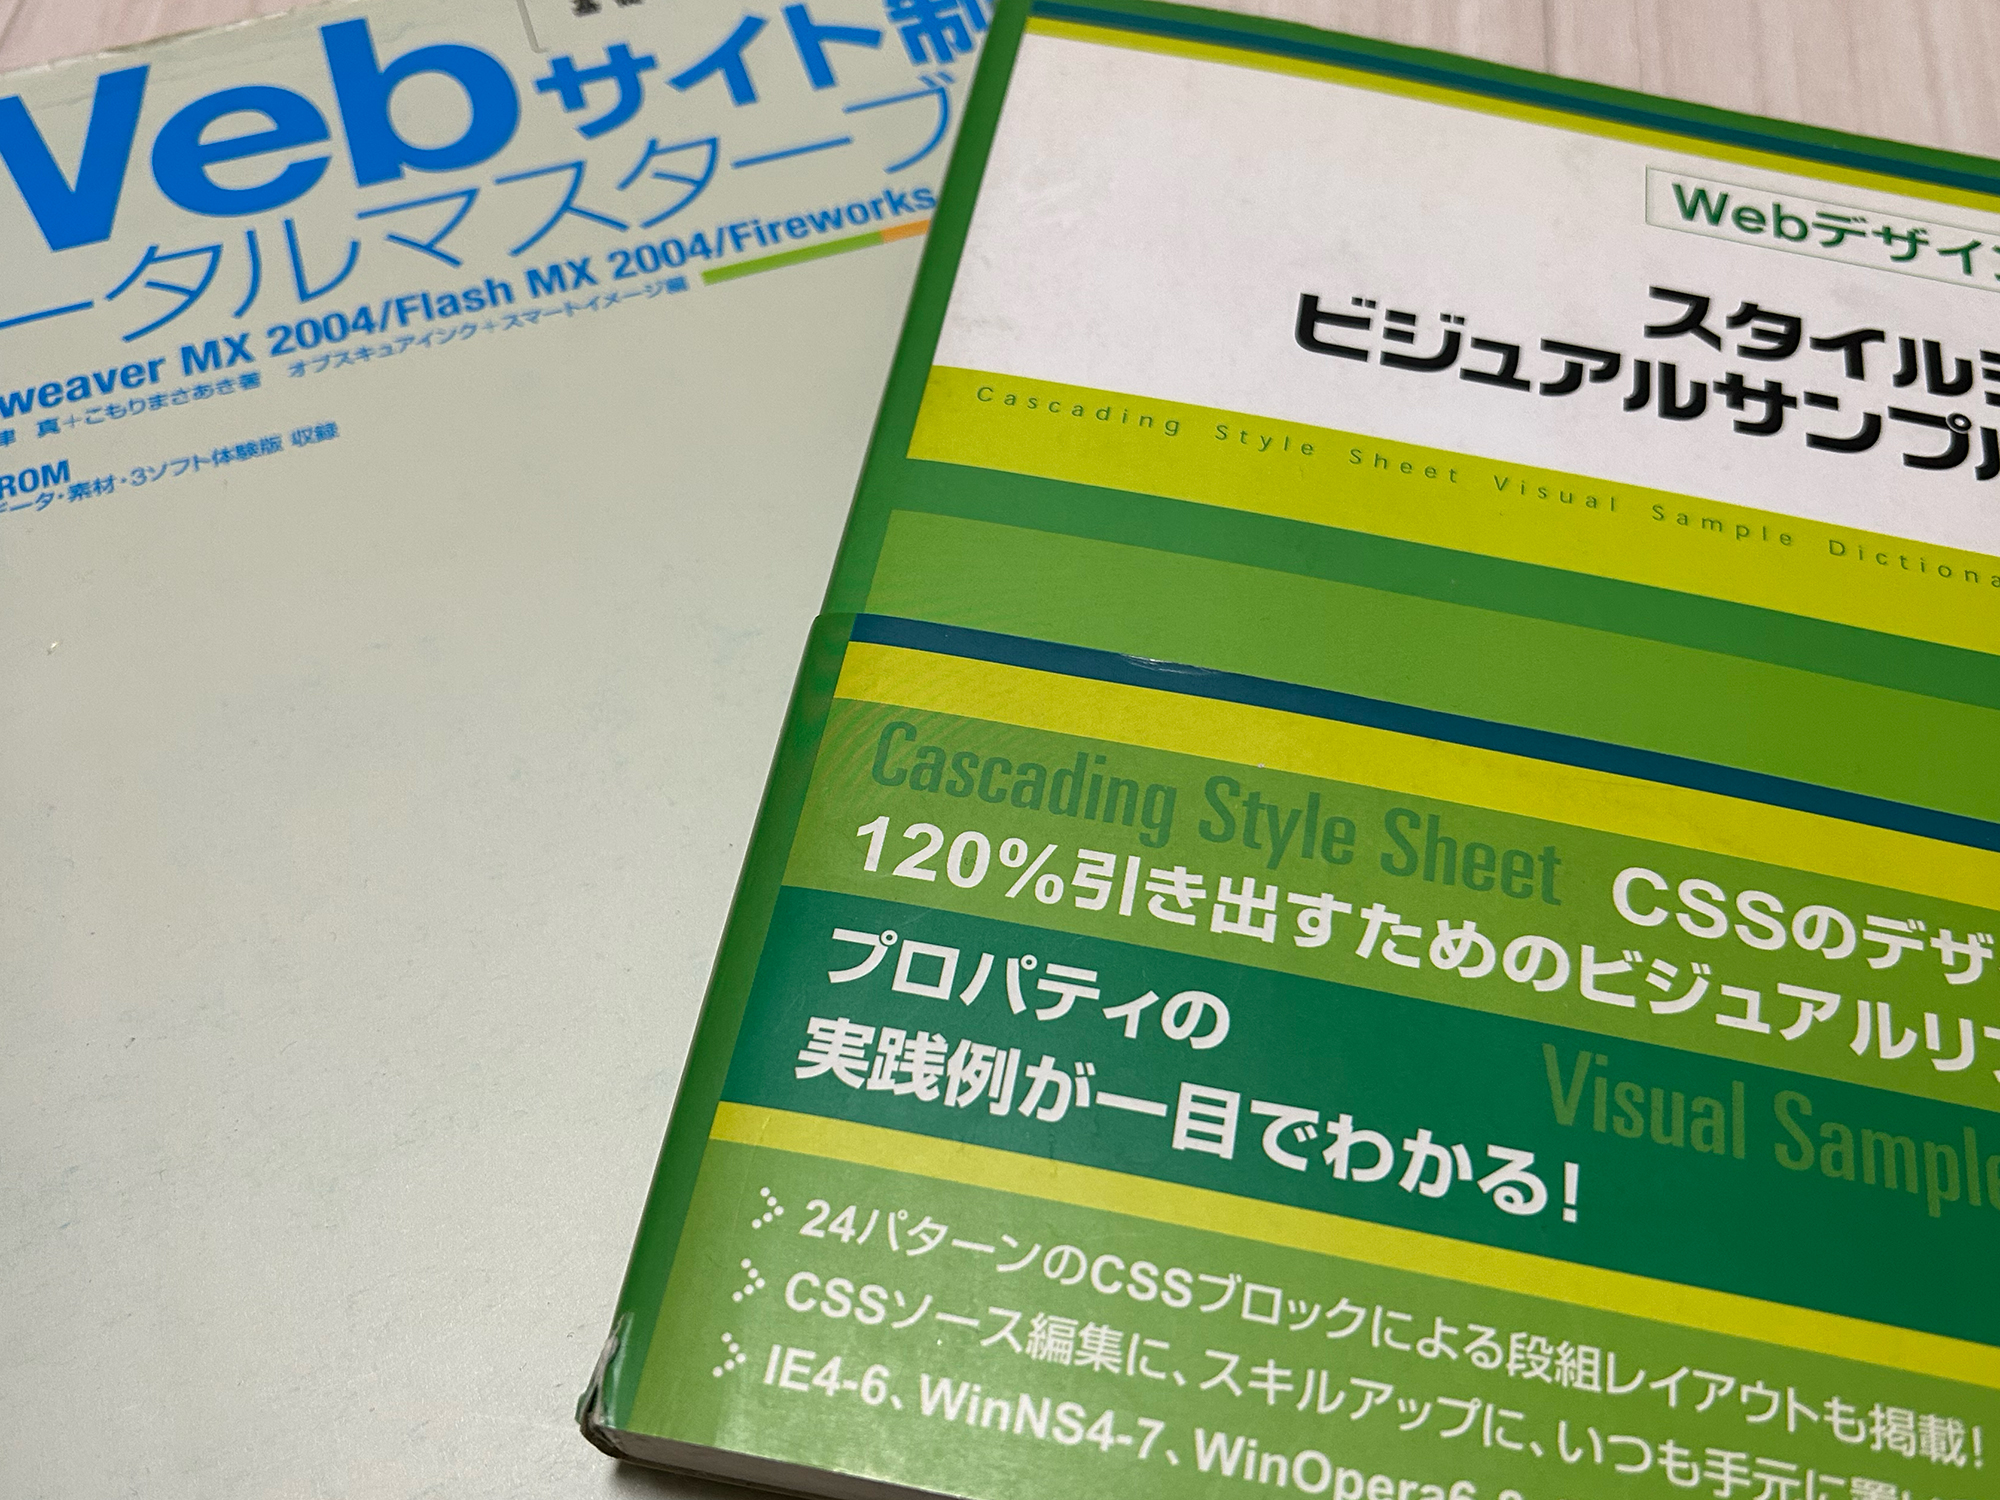 Webサイト制
ータルマスターブ
weaver MX 2004/Flash MX 2004/Fireworks
津 真+こもりまさあき著 オブスキュアインク+スマートイメージ編
ROM
データ・素材・3ソフト体験版 収録
Webデザイン
スタイル
ビジュアルサンプル
Cascading Style Sheet Visual Sample Dictiona
Cascading Style Sheet
CSSのデザ
120%引き出すためのビジュアルリフ
プロパティの
実践例が一目でわかる!
Visual Sample
24パターンのCSSブロックによる段組レイアウトも掲載!
CSSソース編集に、スキルアップに、いつも手元に置
IE4-6、WinNS4-7、WinOpera6